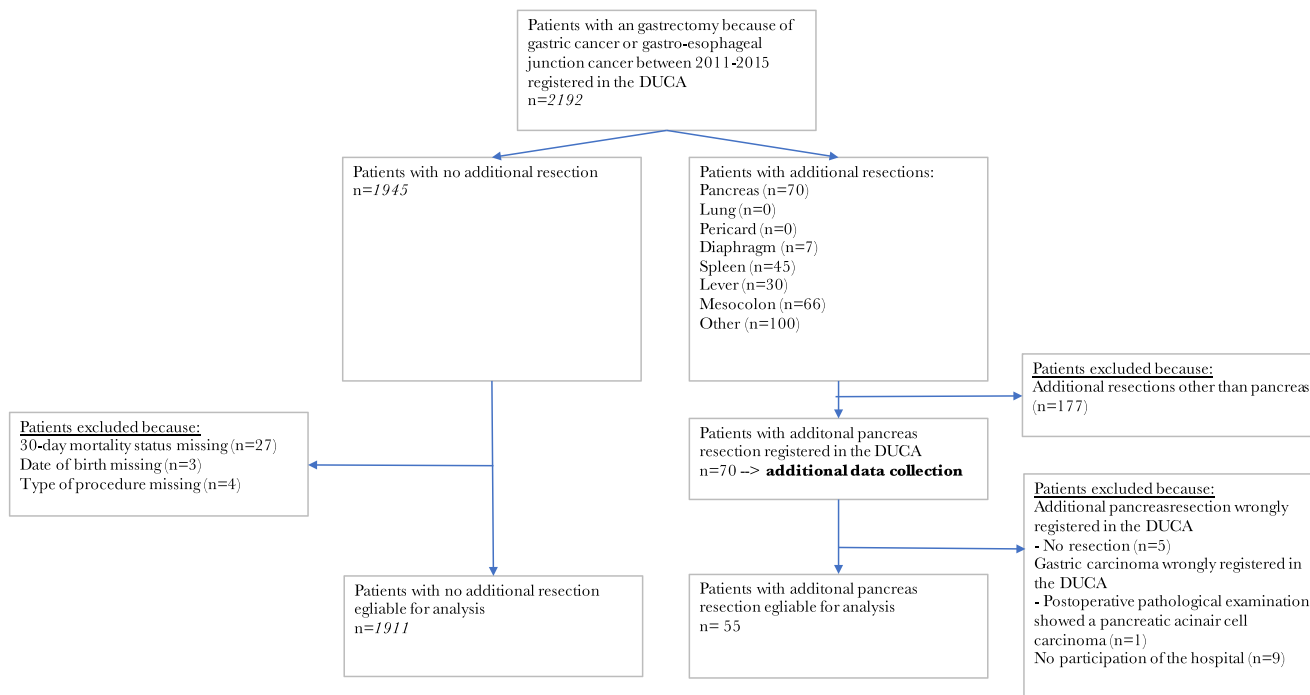 Patients with an gastrectomy because of
gastric cancer or gastro-esophageal
junction cancer between 2011-2015
registered in the DUCA
n=2192
Patients with no additional resection
n=1945
Patients with additional resections:
Pancreas (n=70)
Lung (n=0)
Pericard (n=0)
Diaphragm (n=7)
Spleen (n=45)
Lever (n=30)
Mesocolon (n=66)
Other (n=100)
Patients excluded because:
Additional resections other than pancreas
(n=177)
Patients excluded because:
30-day mortality status missing (n=27)
Date of birth missing (n=3)
Type of procedure missing (n=4)
Patients with additonal pancreas
resection registered in the DUCA
n=70 --> additional data collection
Patients excluded because:
Additional pancreasresection wrongly
registered in the DUCA
- No resection (n=5)
Gastric carcinoma wrongly registered in
the DUCA
- Postoperative pathological examination
showed a pancreatic acinair cell
carcinoma (n=1)
No participation of the hospital (n=9)
Patients with no additional resection
egliable for analysis
n=1911
Patients with additonal pancreas
resection egliable for analysis
n= 55